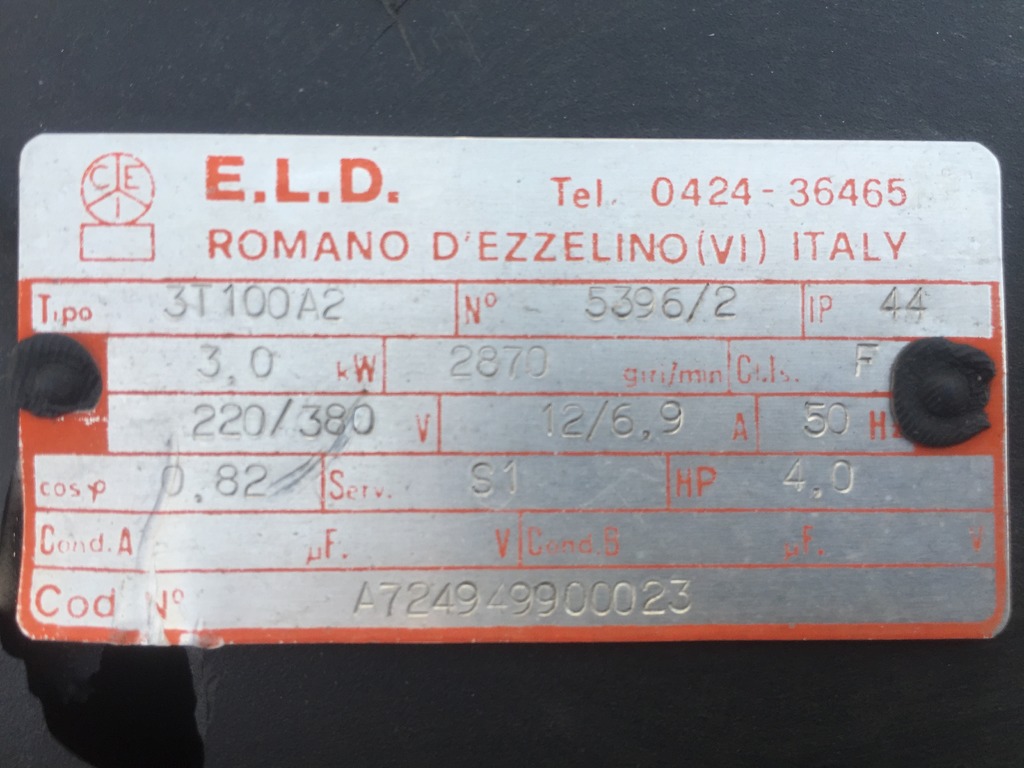 CEI E.L.D. Tel. 0424-36465
ROMANO D'EZZELINO (VI) ITALY
Tipo 3T100A2 N° 5396/2 IP 44
3,0 kW 2870 giri/min Cl.Is. F
220/380 V 12/6,9 A 50 Hz
cos φ 0,82 Serv. S1 HP 4,0
Cond.A µF. V Cond.B µF. V
Cod N° A724949900023